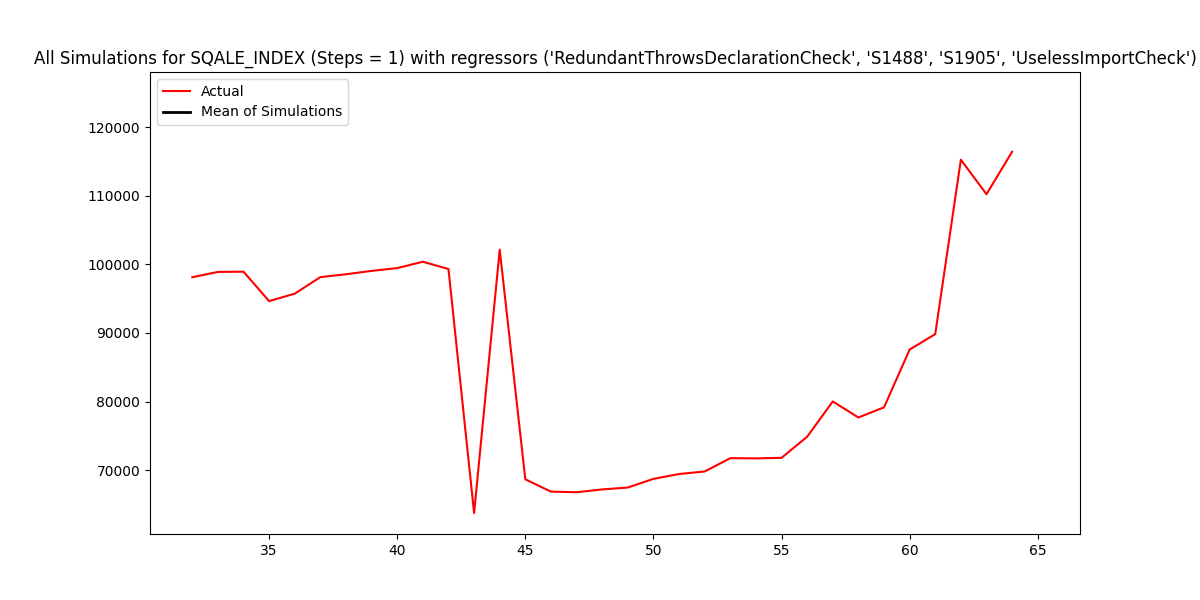 All Simulations for SQALE_INDEX (Steps = 1) with regressors ('RedundantThrowsDeclarationCheck', 'S1488', 'S1905', 'UselessImportCheck')
Actual
Mean of Simulations
120000
110000
100000
90000
80000
70000
35 40 45 50 55 60 65